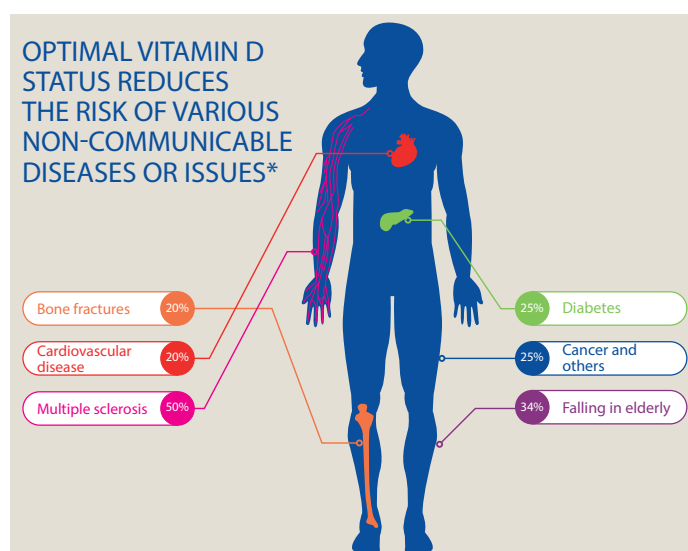 OPTIMAL VITAMIN D
STATUS REDUCES
THE RISK OF VARIOUS
NON-COMMUNICABLE
DISEASES OR ISSUES*
Bone fractures 20%
Cardiovascular
disease 20%
Multiple sclerosis 50%
25% Diabetes
25% Cancer and
others
34% Falling in elderly